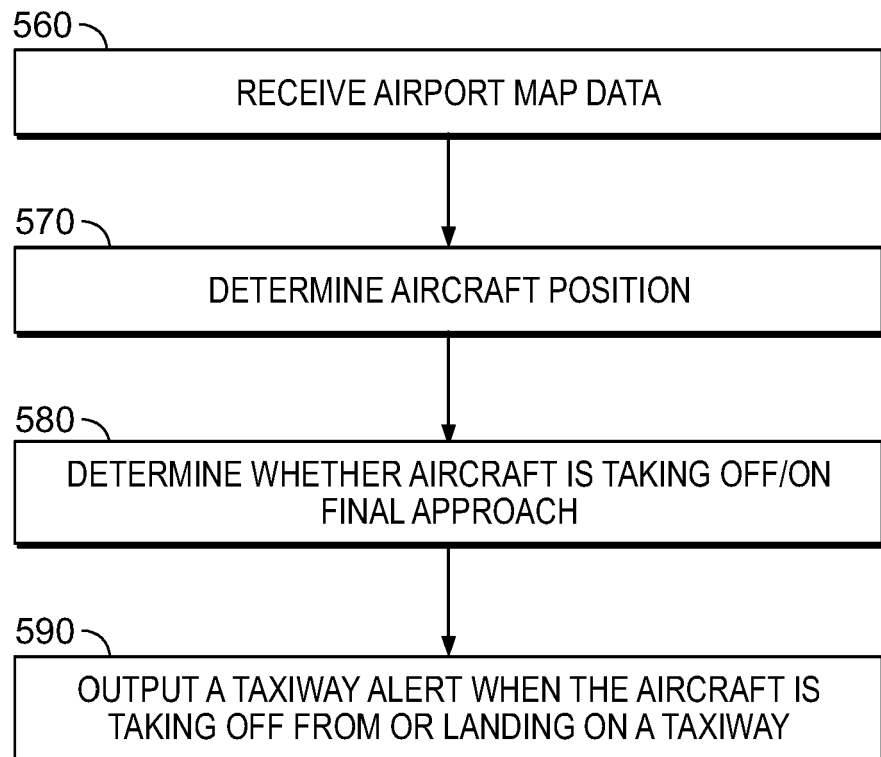 560
RECEIVE AIRPORT MAP DATA
570
DETERMINE AIRCRAFT POSITION
580
DETERMINE WHETHER AIRCRAFT IS TAKING OFF/ON
FINAL APPROACH
590
OUTPUT A TAXIWAY ALERT WHEN THE AIRCRAFT IS
TAKING OFF FROM OR LANDING ON A TAXIWAY